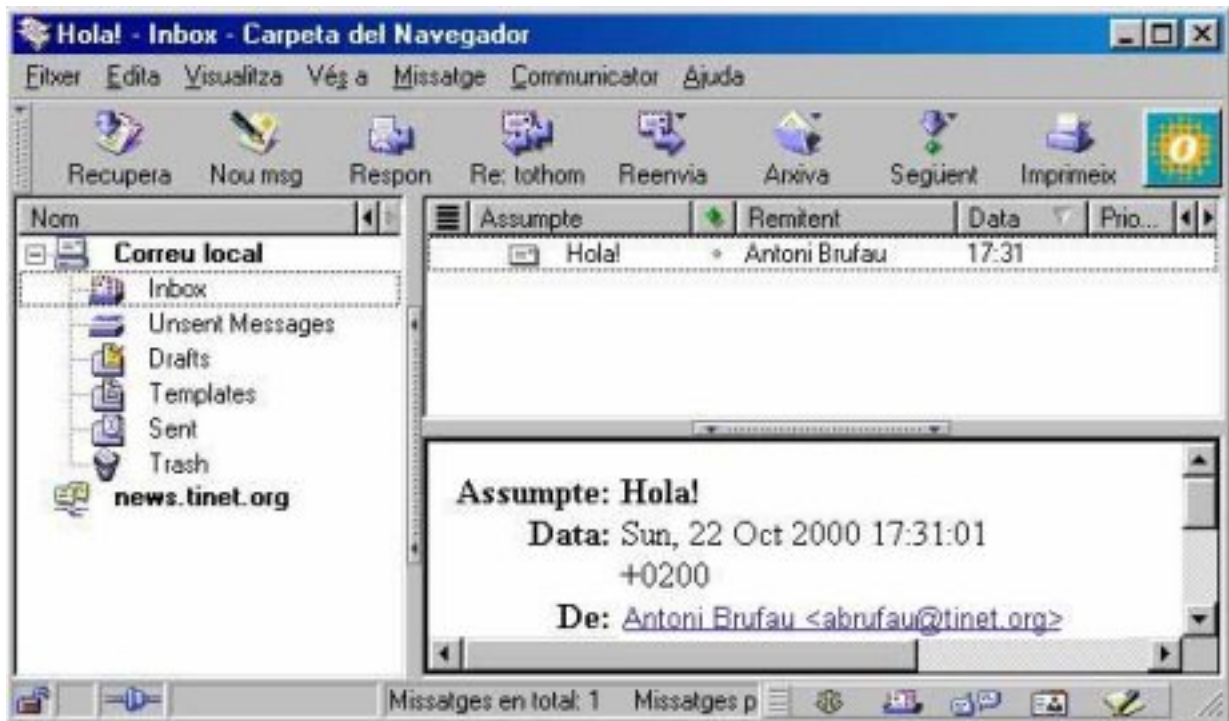 Hola! - Inbox - Carpeta del Navegador
Fitxer Edita Visualitza Vés a Missatge Communicator Ajuda
Recupera Nou msg Respon Re: tothom Reenvia Arxiva Següent Imprimeix
Nom
Correu local
Inbox
Unsent Messages
Drafts
Templates
Sent
Trash
news.tinet.org
Assumpte Remitent Data Prio...
Hola! Antoni Brufau 17:31
Assumpte: Hola!
Data: Sun, 22 Oct 2000 17:31:01
+0200
De: Antoni Brufau <abrufau@tinet.org>
Missatges en total: 1 Missatges p